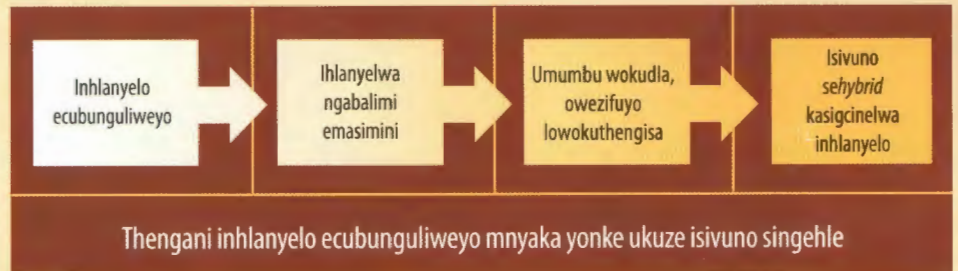 Inhlanyelo
ecubunguliweyo
Ihlanyelwa
ngabalimi
emasimini
Umumbu wokudla,
owezifuyo
lowokuthengisa
Isivuno
sehybrid
kasigcinelwa
inhlanyelo
Thengani inhlanyelo ecubunguliweyo mnyaka yonke ukuze isivuno singehle